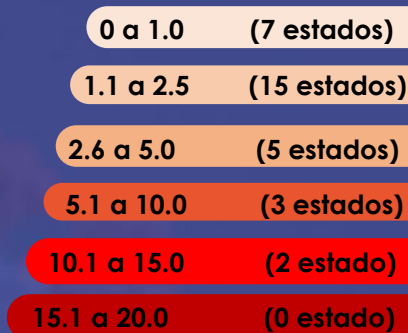 0 a 1.0 (7 estados)
1.1 a 2.5 (15 estados)
2.6 a 5.0 (5 estados)
5.1 a 10.0 (3 estados)
10.1 a 15.0 (2 estado)
15.1 a 20.0 (0 estado)